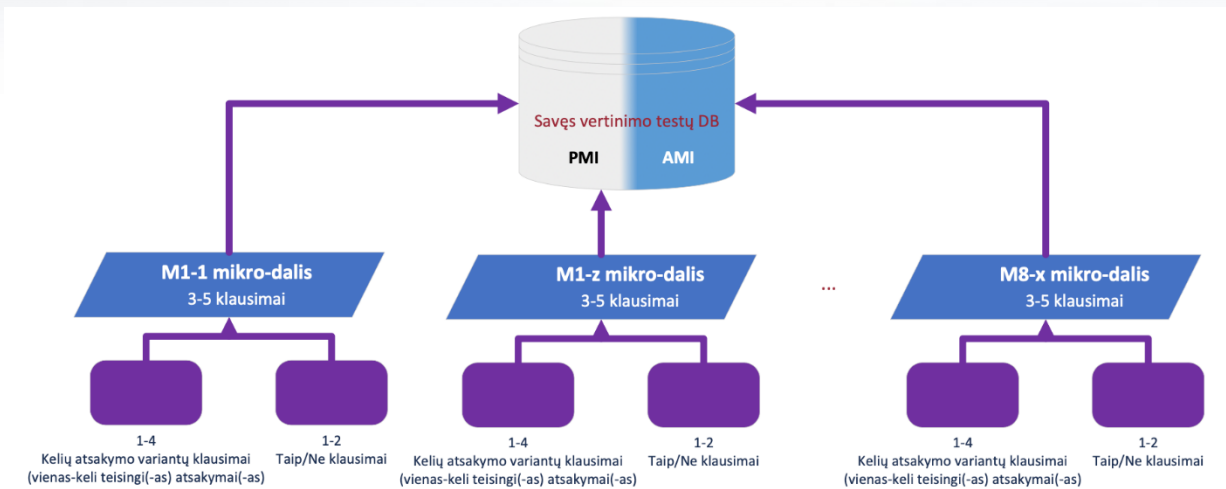 Savęs vertinimo testų DB
PMI
AMI
M1-1 mikro-dalis
3-5 klausimai
M1-z mikro-dalis
3-5 klausimai
...
M8-x mikro-dalis
3-5 klausimai
1-4
Kelių atsakymo variantų klausimai
(vienas-keli teisingi(-as) atsakymai(-as)
1-2
Taip/Ne klausimai
1-4
Kelių atsakymo variantų klausimai
(vienas-keli teisingi(-as) atsakymai(-as)
1-2
Taip/Ne klausimai
1-4
Kelių atsakymo variantų klausimai
(vienas-keli teisingi(-as) atsakymai(-as)
1-2
Taip/Ne klausimai